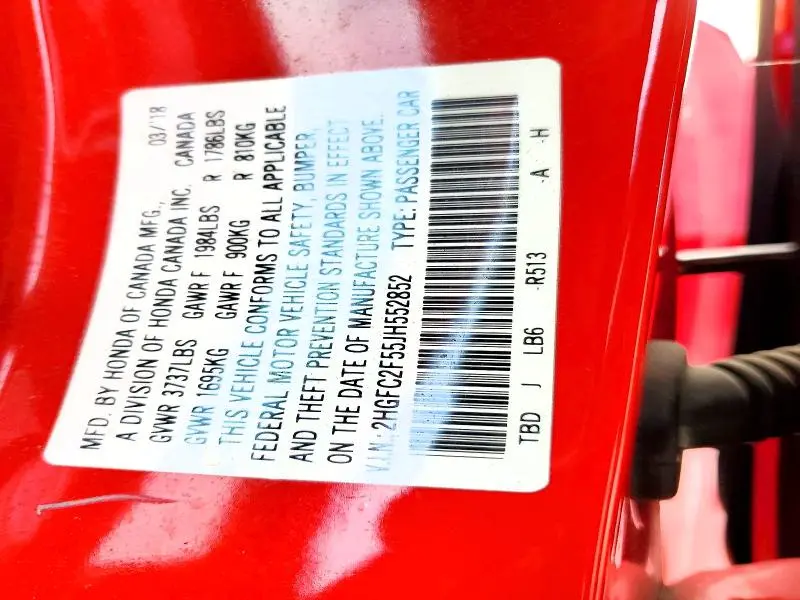 MFD. BY HONDA OF CANADA MFG., 03/'18
A DIVISION OF HONDA CANADA INC. CANADA
GVWR 3737LBS GAWR F 1984LBS R 1786LBS
GVWR 1695KG GAWR F 900KG R 810KG
THIS VEHICLE CONFORMS TO ALL APPLICABLE
FEDERAL MOTOR VEHICLE SAFETY, BUMPER,
AND THEFT PREVENTION STANDARDS IN EFFECT
ON THE DATE OF MANUFACTURE SHOWN ABOVE.
V.I.N.: 2HGFC2F55JH552852 TYPE: PASSENGER CAR
TBD J LB6 -R513 -A -H